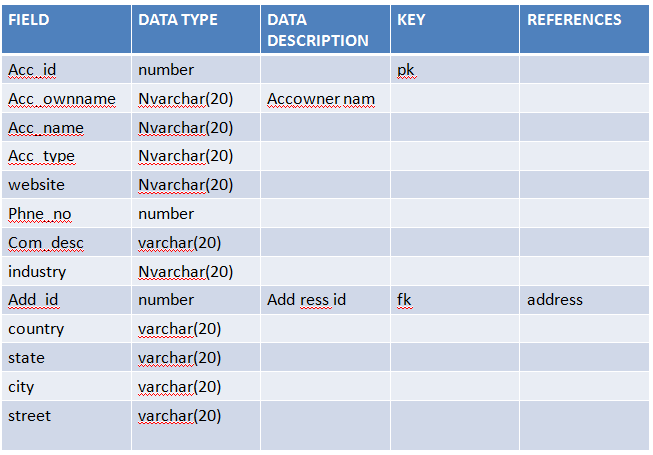 FIELD DATA TYPE DATA DESCRIPTION KEY REFERENCES
Acc_id number pk
Acc_ownname Nvarchar(20) Accowner nam
Acc_name Nvarchar(20)
Acc_type Nvarchar(20)
website Nvarchar(20)
Phne_no number
Com_desc varchar(20)
industry Nvarchar(20)
Add_id number Add ress id fk address
country varchar(20)
state varchar(20)
city varchar(20)
street varchar(20)